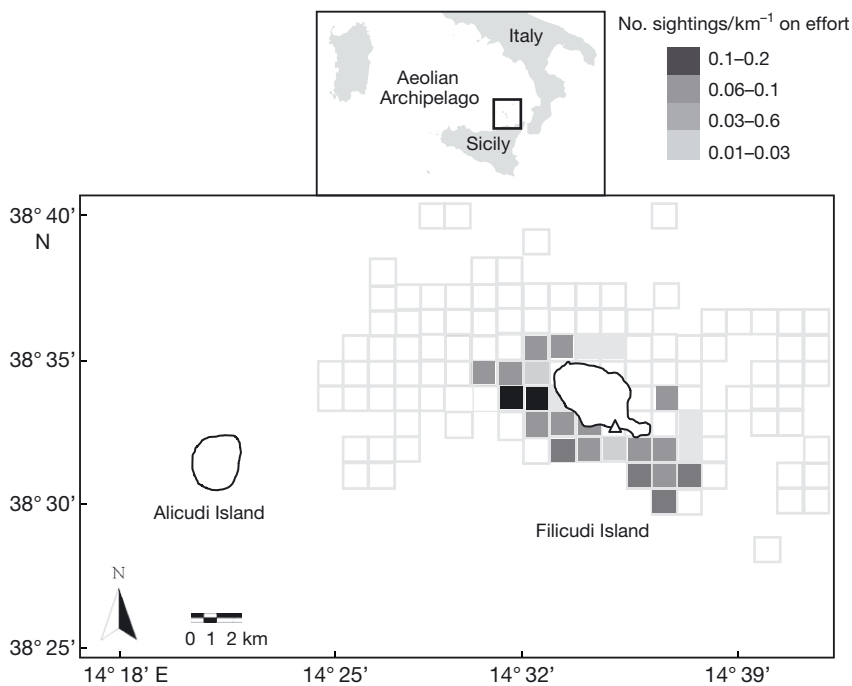 No. sightings/km⁻¹ on effort
0.1–0.2
0.06–0.1
0.03–0.6
0.01–0.03
Italy
Aeolian
Archipelago
Sicily
38° 40’
N
38° 35’
38° 30’
38° 25’
Alicudi Island
Filicudi Island
N
0 1 2 km
14° 18’ E
14° 25’
14° 32’
14° 39’